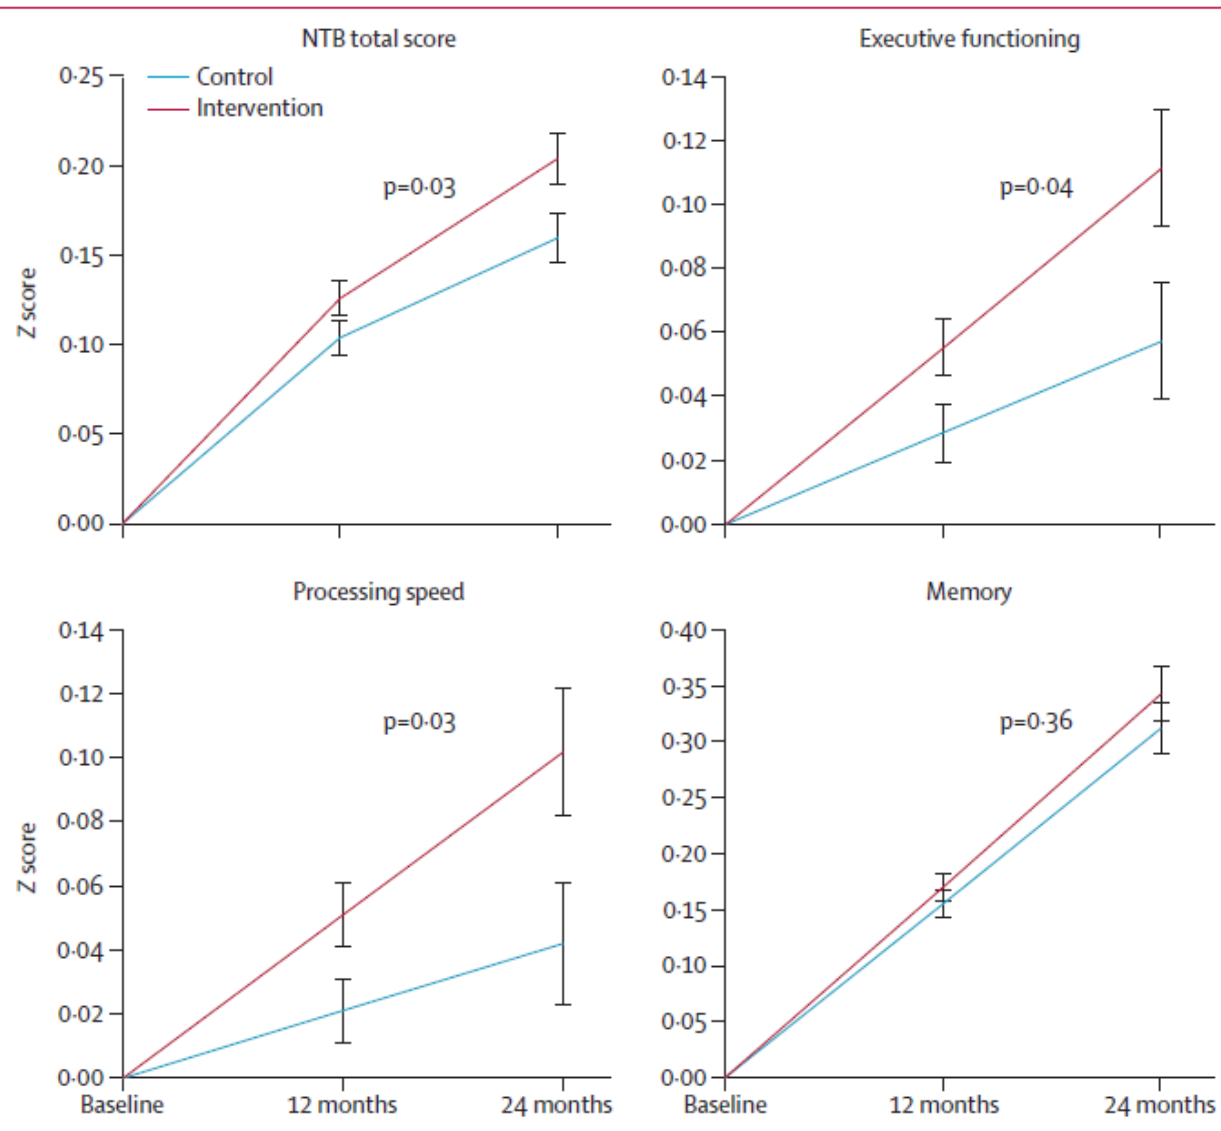 NTB total score
0·25
0·20
0·15
0·10
0·05
0·00
Z score
Control
Intervention
p=0·03
Executive functioning
0·14
0·12
0·10
0·08
0·06
0·04
0·02
0·00
p=0·04
Processing speed
0·14
0·12
0·10
0·08
0·06
0·04
0·02
0·00
Z score
p=0·03
Baseline
12 months
24 months
Memory
0·40
0·35
0·30
0·25
0·20
0·15
0·10
0·05
0·00
p=0·36
Baseline
12 months
24 months